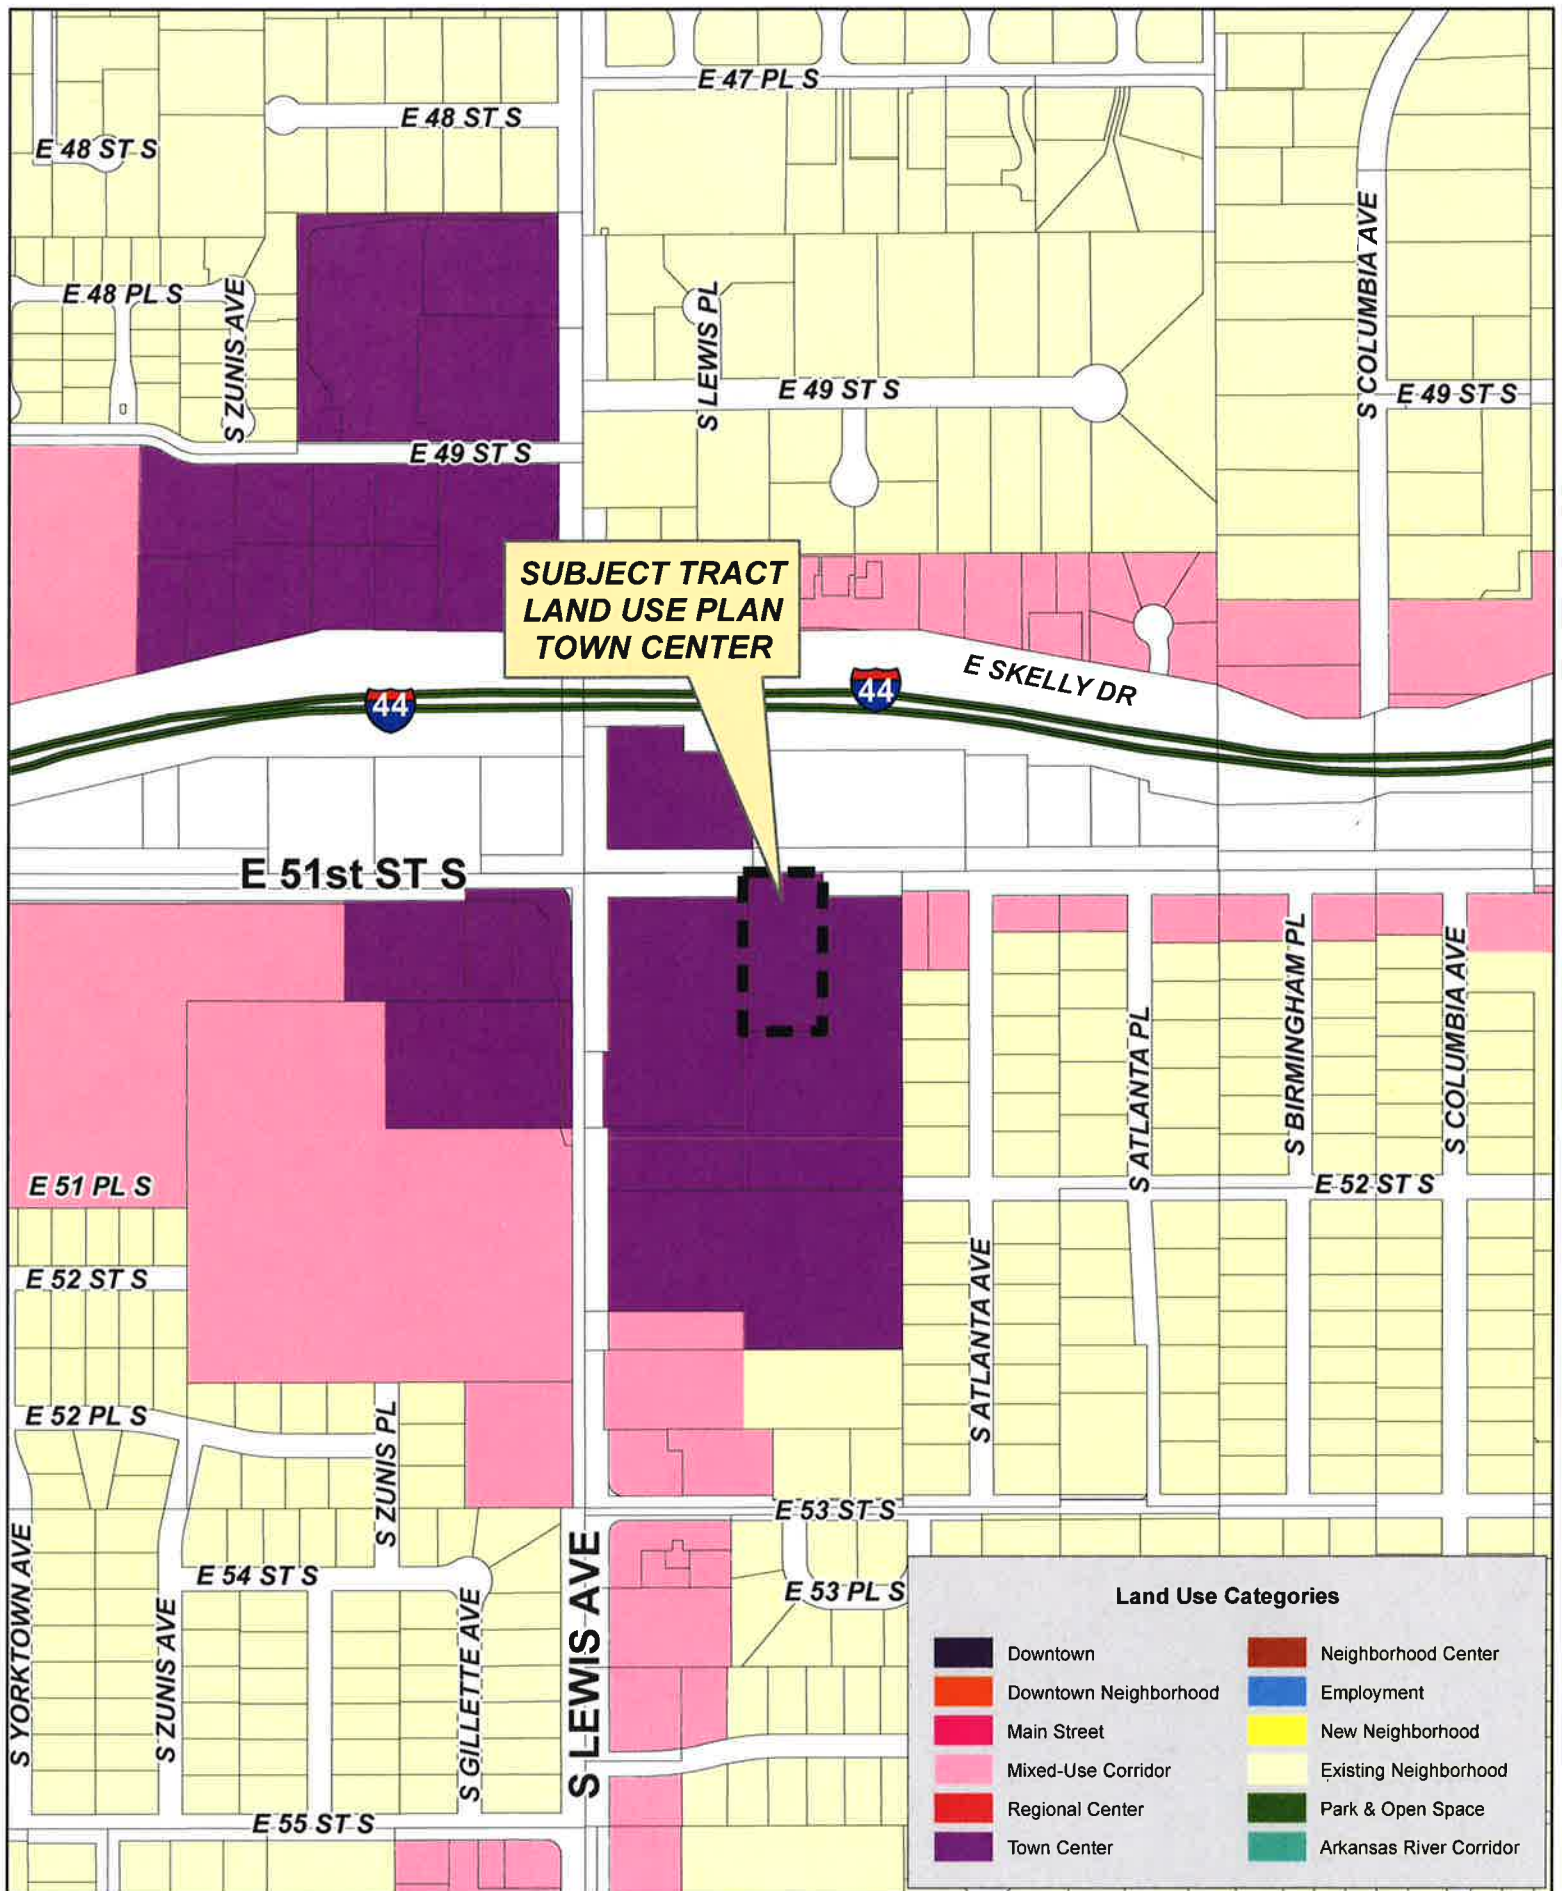 E 47 PL S
E 48 ST S
E 48 ST S
E 48 PL S
S ZUNIS AVE
S LEWIS PL
S COLUMBIA AVE
E 49 ST S
E 49 ST S
E 49 ST S
SUBJECT TRACT
LAND USE PLAN
TOWN CENTER
E SKELLY DR
44
44
E 51st ST S
S ATLANTA PL
S BIRMINGHAM PL
S COLUMBIA AVE
E 51 PL S
E 52 ST S
E 52 ST S
S ATLANTA AVE
E 52 PL S
S ZUNIS PL
E 53 ST S
S YORKTOWN AVE
S ZUNIS AVE
E 54 ST S
S GILLETTE AVE
S LEWIS AVE
E 53 PL S
E 55 ST S
Land Use Categories
Downtown
Downtown Neighborhood
Main Street
Mixed-Use Corridor
Regional Center
Town Center
Neighborhood Center
Employment
New Neighborhood
Existing Neighborhood
Park & Open Space
Arkansas River Corridor